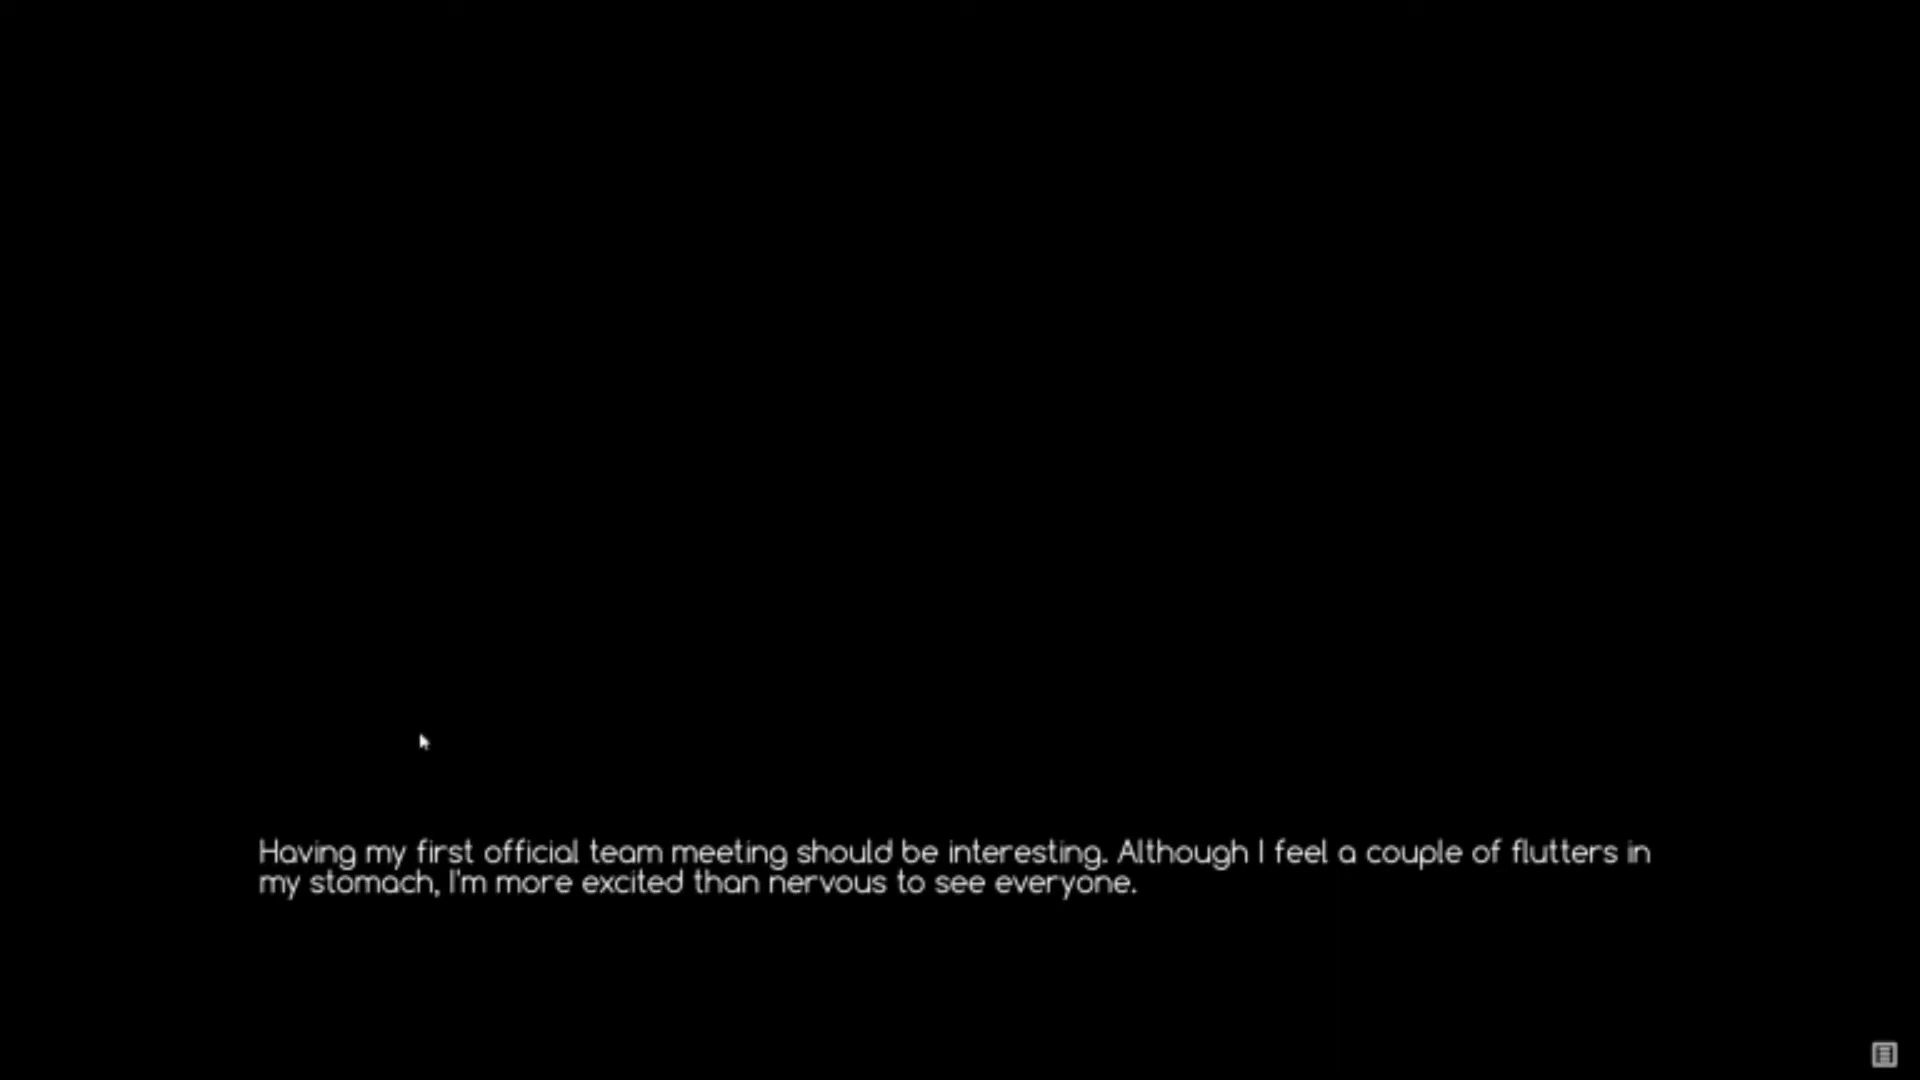 Having my first official team meeting should be interesting. Although I feel a couple of flutters in
my stomach, I'm more excited than nervous to see everyone.